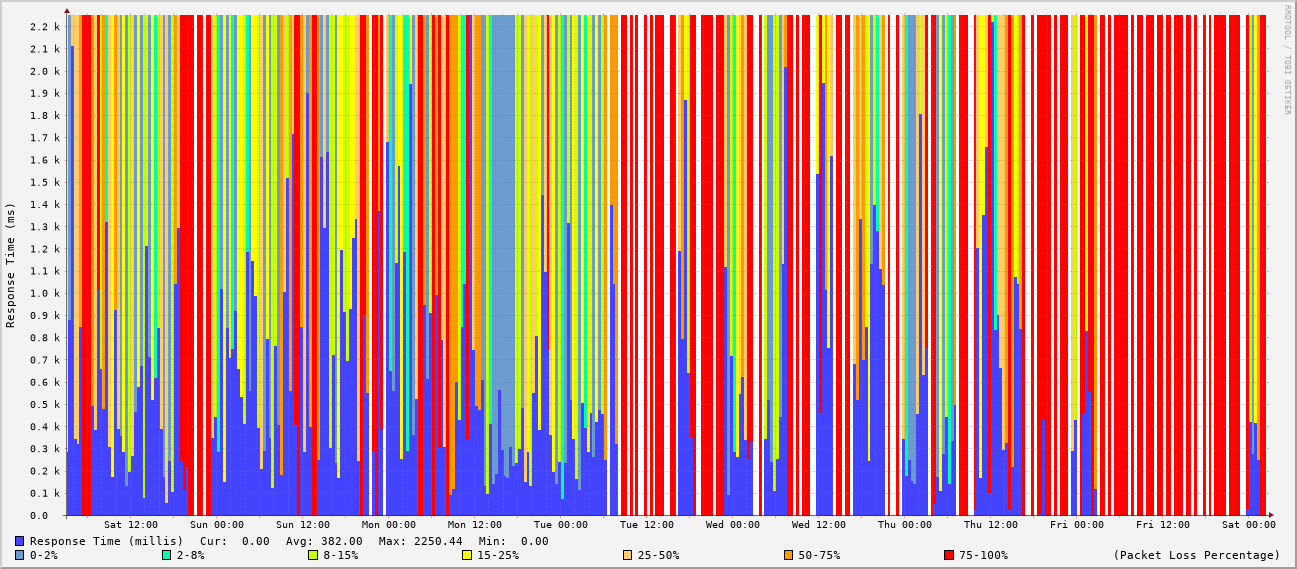 RRDTOOL / TOBI OETIKER
Response Time (ms)
2.2 k
2.1 k
2.0 k
1.9 k
1.8 k
1.7 k
1.6 k
1.5 k
1.4 k
1.3 k
1.2 k
1.1 k
1.0 k
0.9 k
0.8 k
0.7 k
0.6 k
0.5 k
0.4 k
0.3 k
0.2 k
0.1 k
0.0
Sat 12:00 Sun 00:00 Sun 12:00 Mon 00:00 Mon 12:00 Tue 00:00 Tue 12:00 Wed 00:00 Wed 12:00 Thu 00:00 Thu 12:00 Fri 00:00 Fri 12:00 Sat 00:00
Response Time (millis) Cur: 0.00 Avg: 382.00 Max: 2250.44 Min: 0.00
0-2% 2-8% 8-15% 15-25% 25-50% 50-75% 75-100% (Packet Loss Percentage)